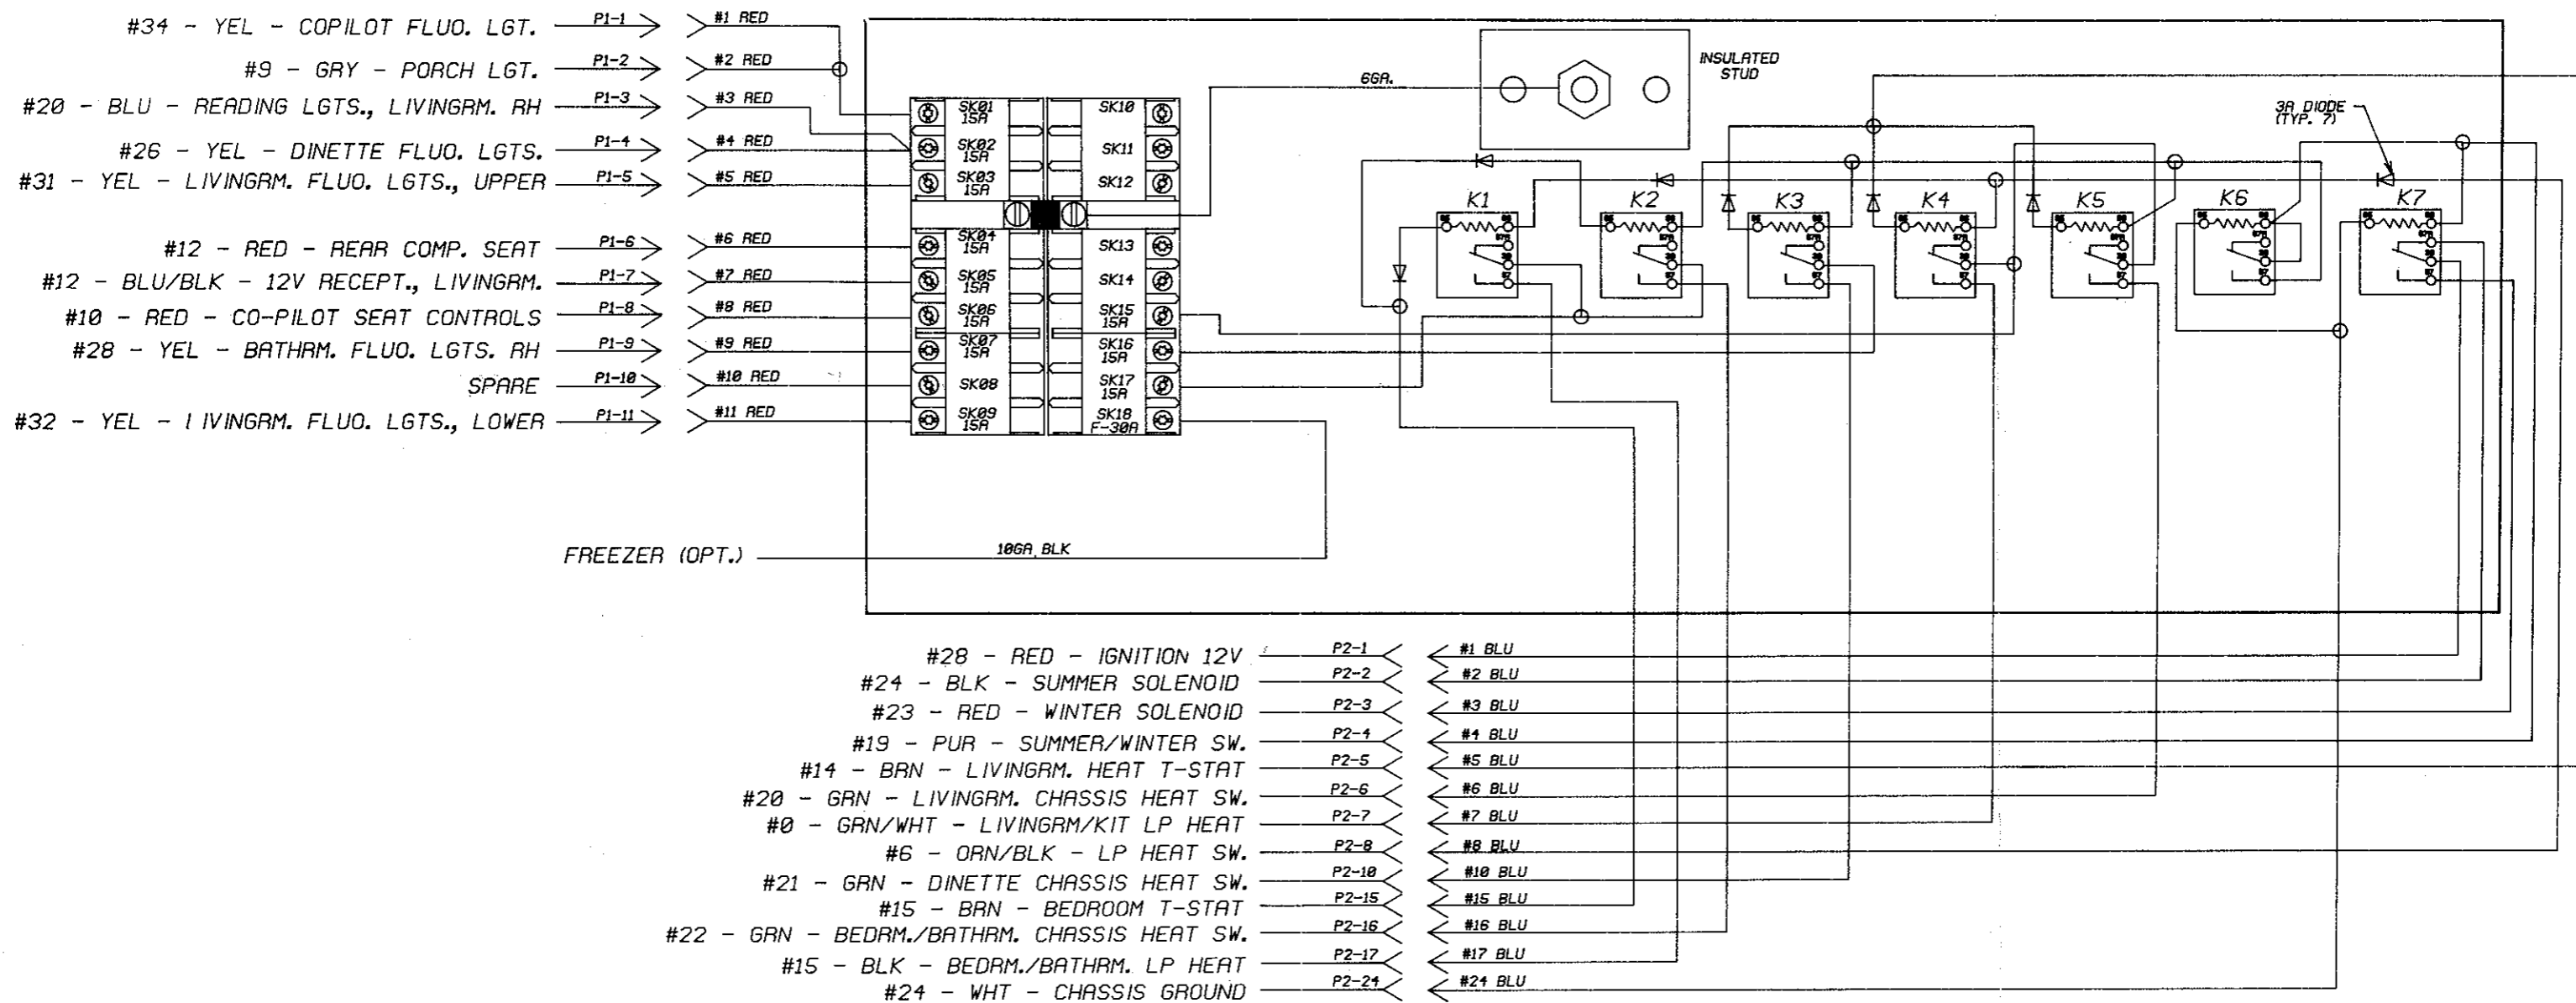 #34 - YEL - COPILOT FLUO. LGT. P1-1 #1 RED
#9 - GRY - PORCH LGT. P1-2 #2 RED
#20 - BLU - READING LGTS., LIVINGRM. RH P1-3 #3 RED
#26 - YEL - DINETTE FLUO. LGTS. P1-4 #4 RED
#31 - YEL - LIVINGRM. FLUO. LGTS., UPPER P1-5 #5 RED
#12 - RED - REAR COMP. SEAT P1-6 #6 RED
#12 - BLU/BLK - 12V RECEPT., LIVINGRM. P1-7 #7 RED
#10 - RED - CO-PILOT SEAT CONTROLS P1-8 #8 RED
#28 - YEL - BATHRM. FLUO. LGTS. RH P1-9 #9 RED
SPARE P1-10 #10 RED
#32 - YEL - LIVINGRM. FLUO. LGTS., LOWER P1-11 #11 RED
SK01 15A SK10
SK02 15A SK11
SK03 15A SK12
SK04 15A SK13
SK05 15A SK14
SK06 15A SK15 15A
SK07 15A SK16 15A
SK08 SK17 15A
SK09 15A SK18 F-30A
6GA.
INSULATED
STUD
3A DIODE
(TYP. 7)
K1 K2 K3 K4 K5 K6 K7
86 87A 30 87
FREEZER (OPT.) 10GA BLK
#28 - RED - IGNITION 12V P2-1 #1 BLU
#24 - BLK - SUMMER SOLENOID P2-2 #2 BLU
#23 - RED - WINTER SOLENOID P2-3 #3 BLU
#19 - PUR - SUMMER/WINTER SW. P2-4 #4 BLU
#14 - BRN - LIVINGRM. HEAT T-STAT P2-5 #5 BLU
#20 - GRN - LIVINGRM. CHASSIS HEAT SW. P2-6 #6 BLU
#0 - GRN/WHT - LIVINGRM/KIT LP HEAT P2-7 #7 BLU
#6 - ORN/BLK - LP HEAT SW. P2-8 #8 BLU
#21 - GRN - DINETTE CHASSIS HEAT SW. P2-10 #10 BLU
#15 - BRN - BEDROOM T-STAT P2-15 #15 BLU
#22 - GRN - BEDRM./BATHRM. CHASSIS HEAT SW. P2-16 #16 BLU
#15 - BLK - BEDRM./BATHRM. LP HEAT P2-17 #17 BLU
#24 - WHT - CHASSIS GROUND P2-24 #24 BLU